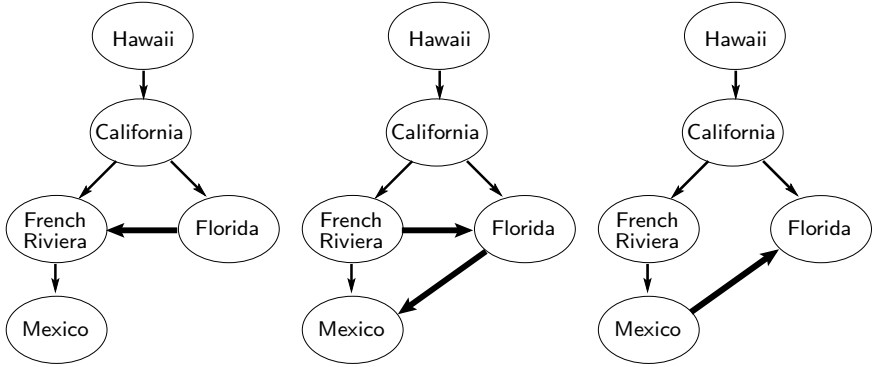 Hawaii
California
French
Riviera
Florida
Mexico
Hawaii
California
French
Riviera
Florida
Mexico
Hawaii
California
French
Riviera
Florida
Mexico